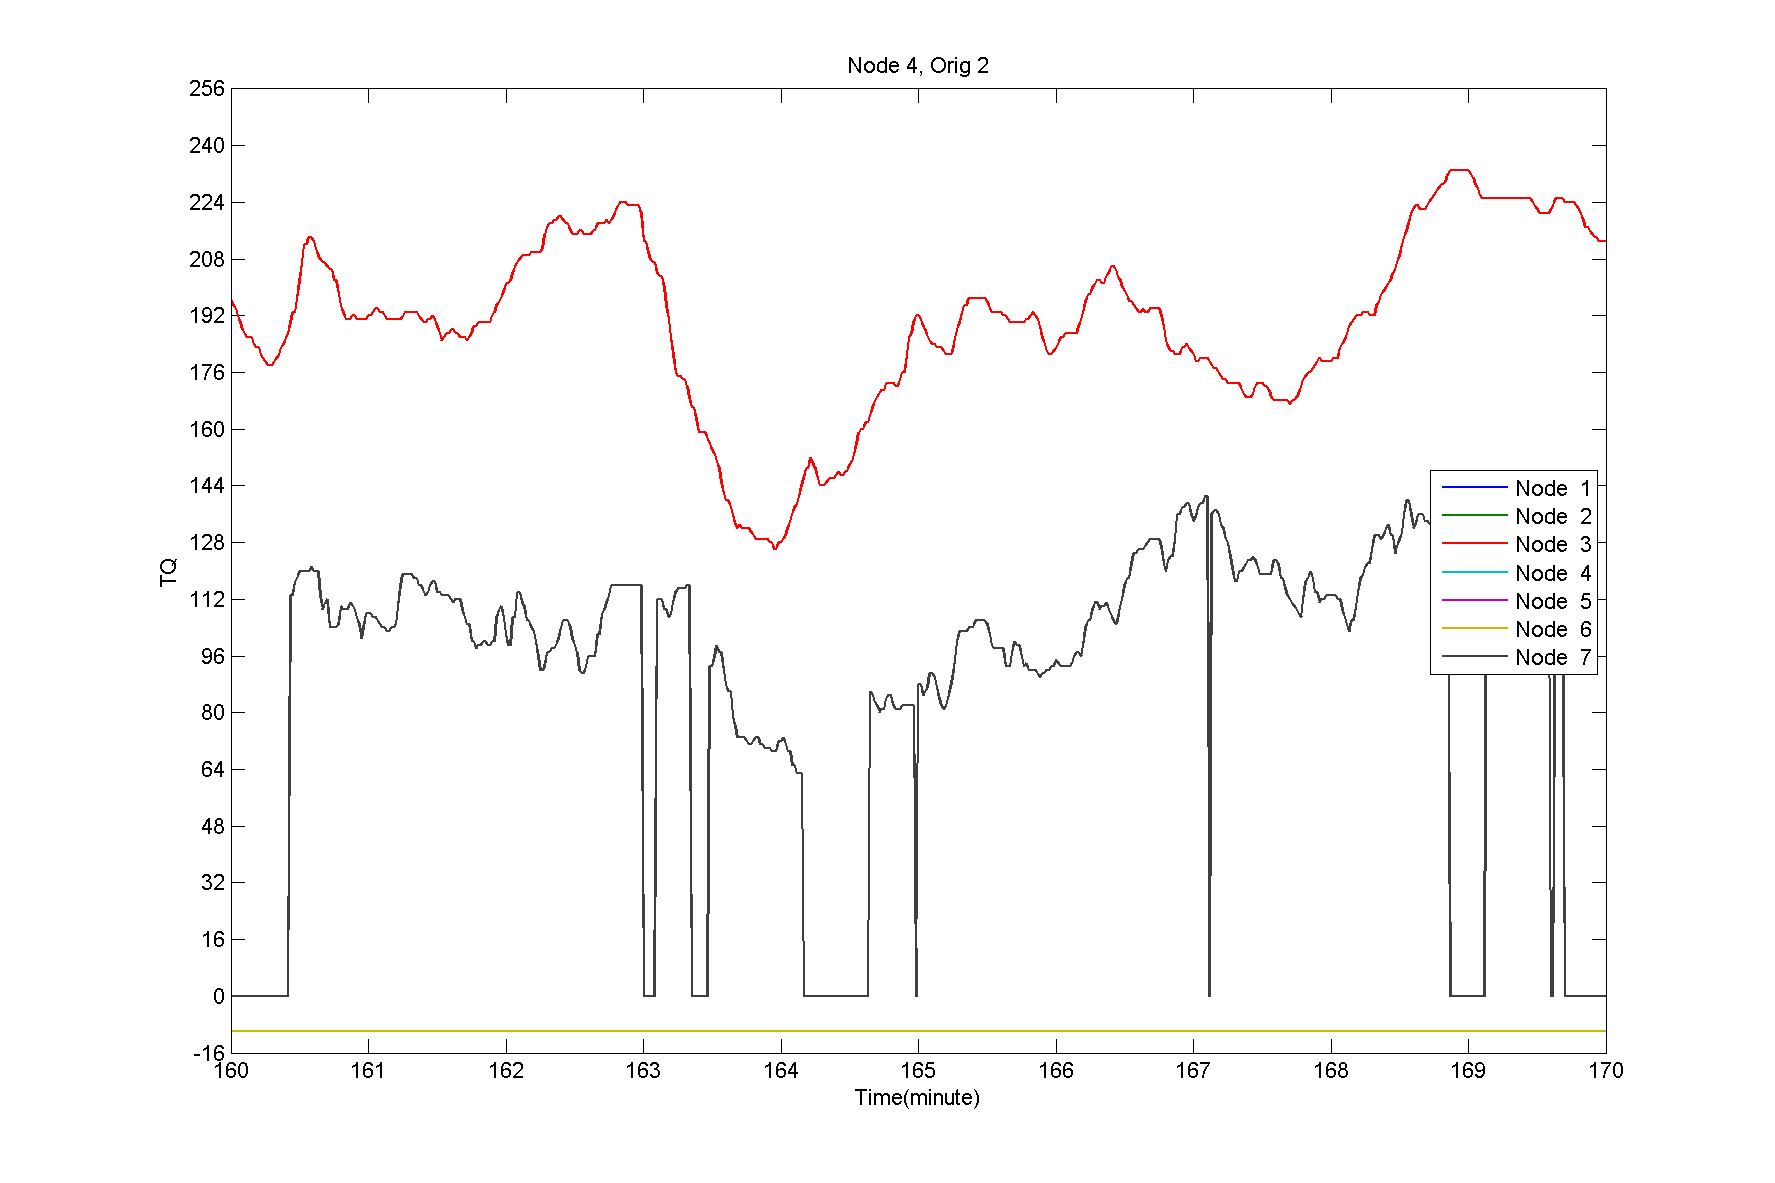 Node 4, Orig 2
256
240
224
208
192
176
160
144
128
112
96
80
64
48
32
16
0
-16
TQ
Node 1
Node 2
Node 3
Node 4
Node 5
Node 6
Node 7
160 161 162 163 164 165 166 167 168 169 170
Time(minute)